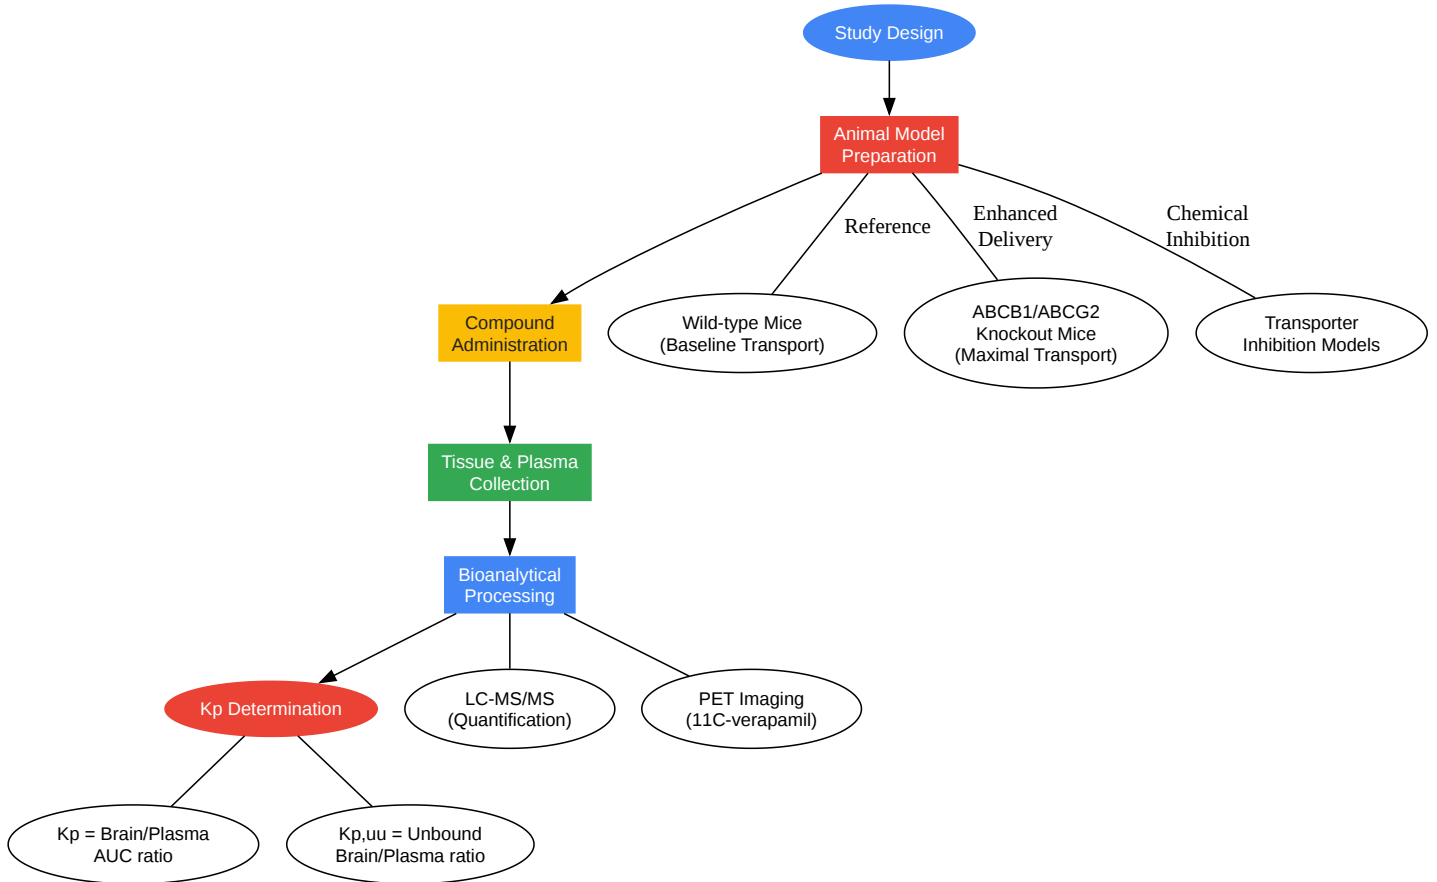 Study Design
Animal Model
Preparation
Reference
Enhanced
Delivery
Chemical
Inhibition
Compound
Administration
Wild-type Mice
(Baseline Transport)
ABCB1/ABCG2
Knockout Mice
(Maximal Transport)
Transporter
Inhibition Models
Tissue & Plasma
Collection
Bioanalytical
Processing
Kp Determination
LC-MS/MS
(Quantification)
PET Imaging
(11C-verapamil)
Kp = Brain/Plasma
AUC ratio
Kp,uu = Unbound
Brain/Plasma ratio